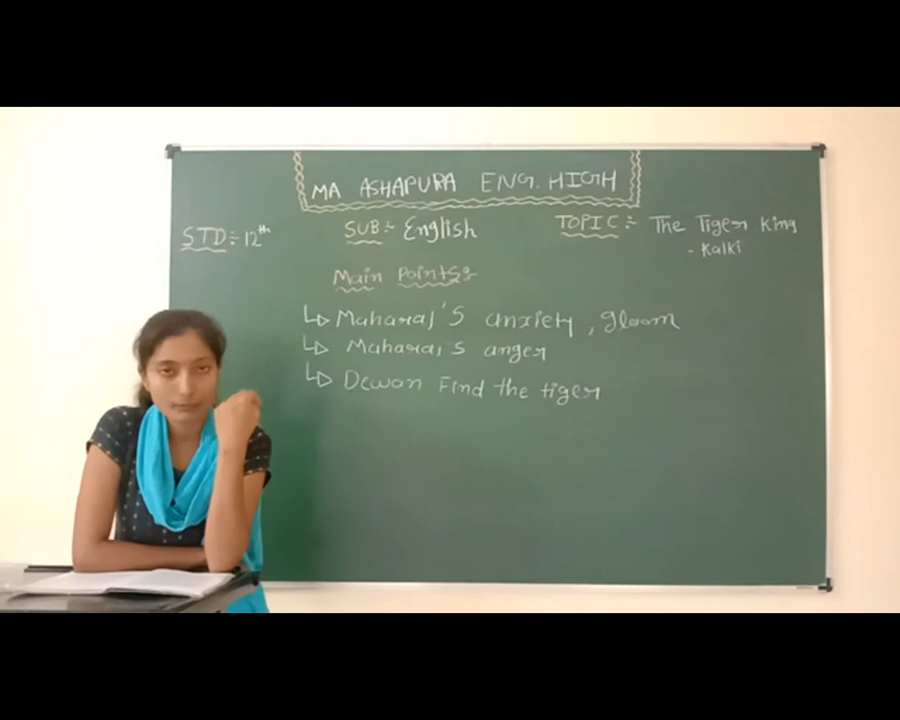 MA ASHAPURA ENG. HIGH
STD:- 12th
SUB:- English
TOPIC:- The Tiger King
- Kalki
Main Points:-
Maharaj's anxiety, gloom
Maharaj's anger
Dewan Find the tiger